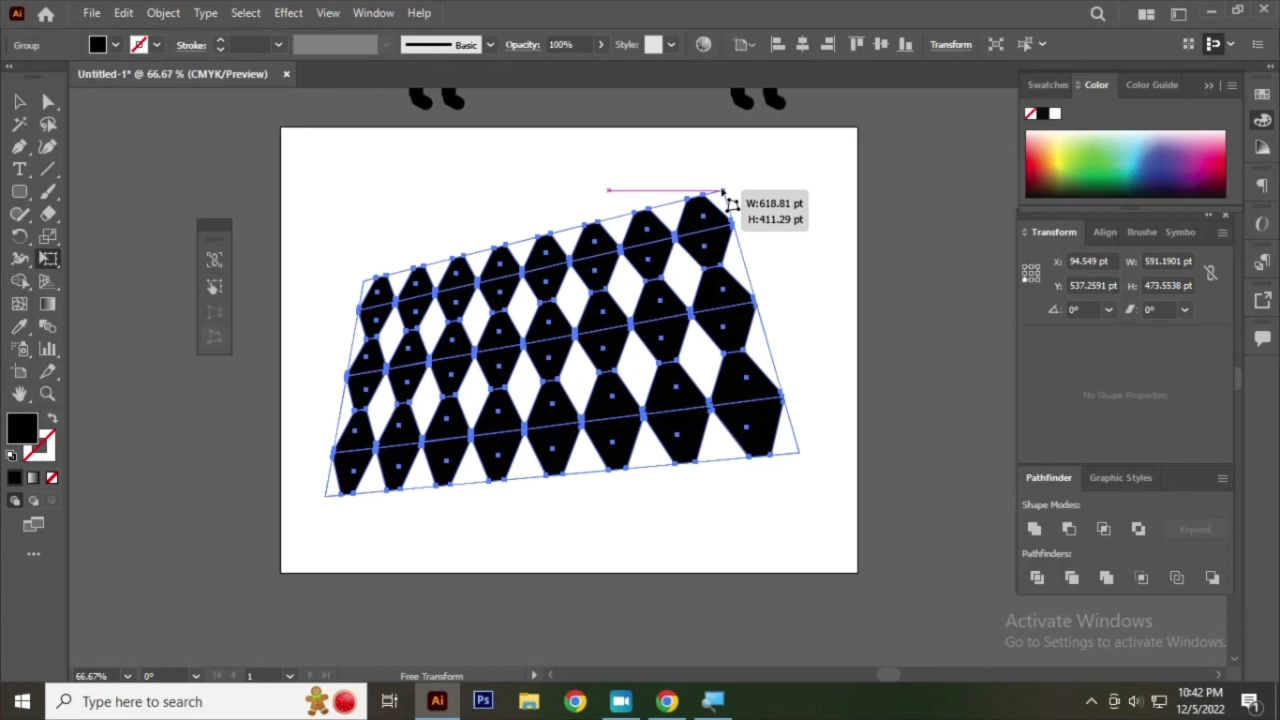 Ai
File Edit Object Type Select Effect View Window Help
Group
Stroke:
Basic
Opacity: 100%
Style:
Transform
Untitled-1* @ 66.67 % (CMYK/Preview)
Swatches Color Color Guide
W:618.81 pt
H:411.29 pt
Transform Align Brushe Symbo
X: 94.549 pt W: 591.1901 pt
Y: 537.2591 pt H: 473.5538 pt
0° 0°
No Shape Properties
Pathfinder Graphic Styles
Shape Modes:
Expand
Pathfinders:
Activate Windows
Go to Settings to activate Windows.
66.67% 0° 1 Free Transform
Type here to search
Ai Ps
10:42 PM
12/5/2022
1